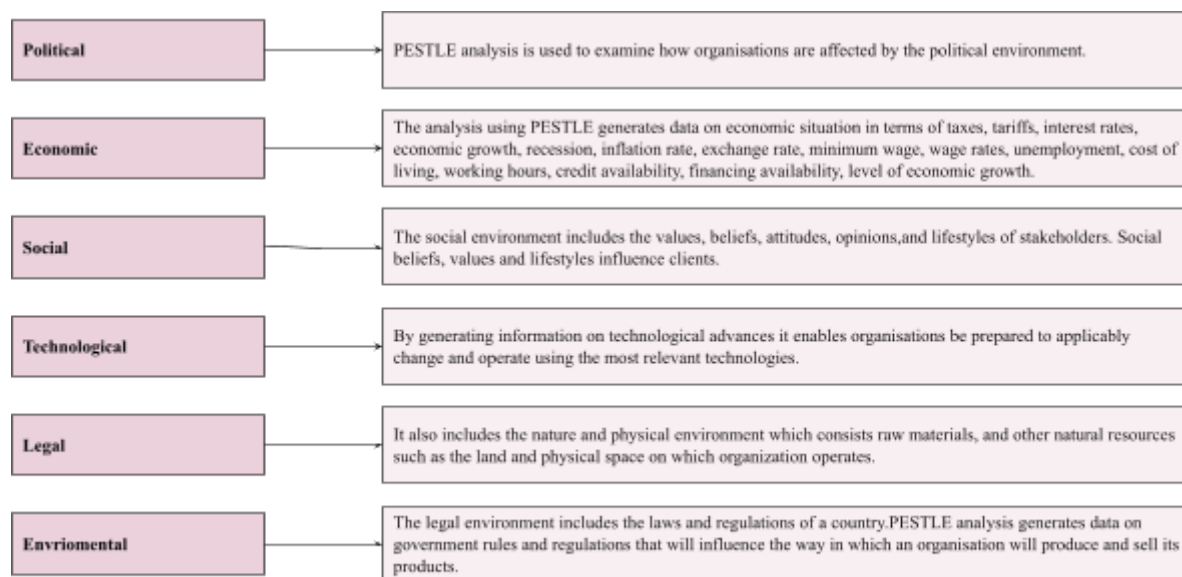 Political
PESTLE analysis is used to examine how organisations are affected by the political environment.
Economic
The analysis using PESTLE generates data on economic situation in terms of taxes, tariffs, interest rates,
economic growth, recession, inflation rate, exchange rate, minimum wage, wage rates, unemployment, cost of
living, working hours, credit availability, financing availability, level of economic growth.
Social
The social environment includes the values, beliefs, attitudes, opinions,and lifestyles of stakeholders. Social
beliefs, values and lifestyles influence clients.
Technological
By generating information on technological advances it enables organisations be prepared to applicably
change and operate using the most relevant technologies.
Legal
It also includes the nature and physical environment which consists raw materials, and other natural resources
such as the land and physical space on which organization operates.
Envriomental
The legal environment includes the laws and regulations of a country.PESTLE analysis generates data on
government rules and regulations that will influence the way in which an organisation will produce and sell its
products.